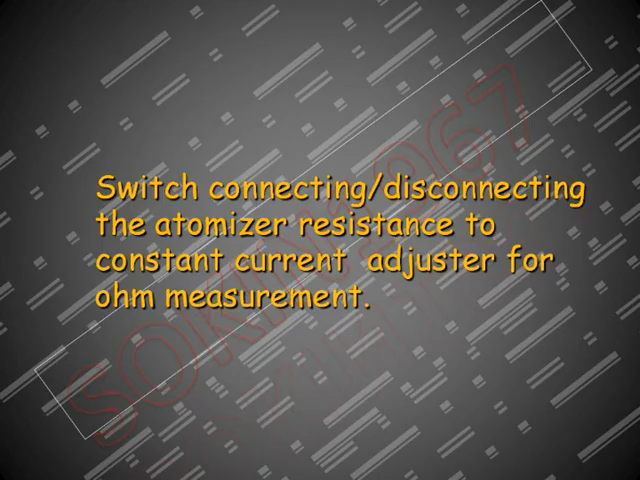 Switch connecting/disconnecting
the atomizer resistance to
constant current  adjuster for
ohm measurement.